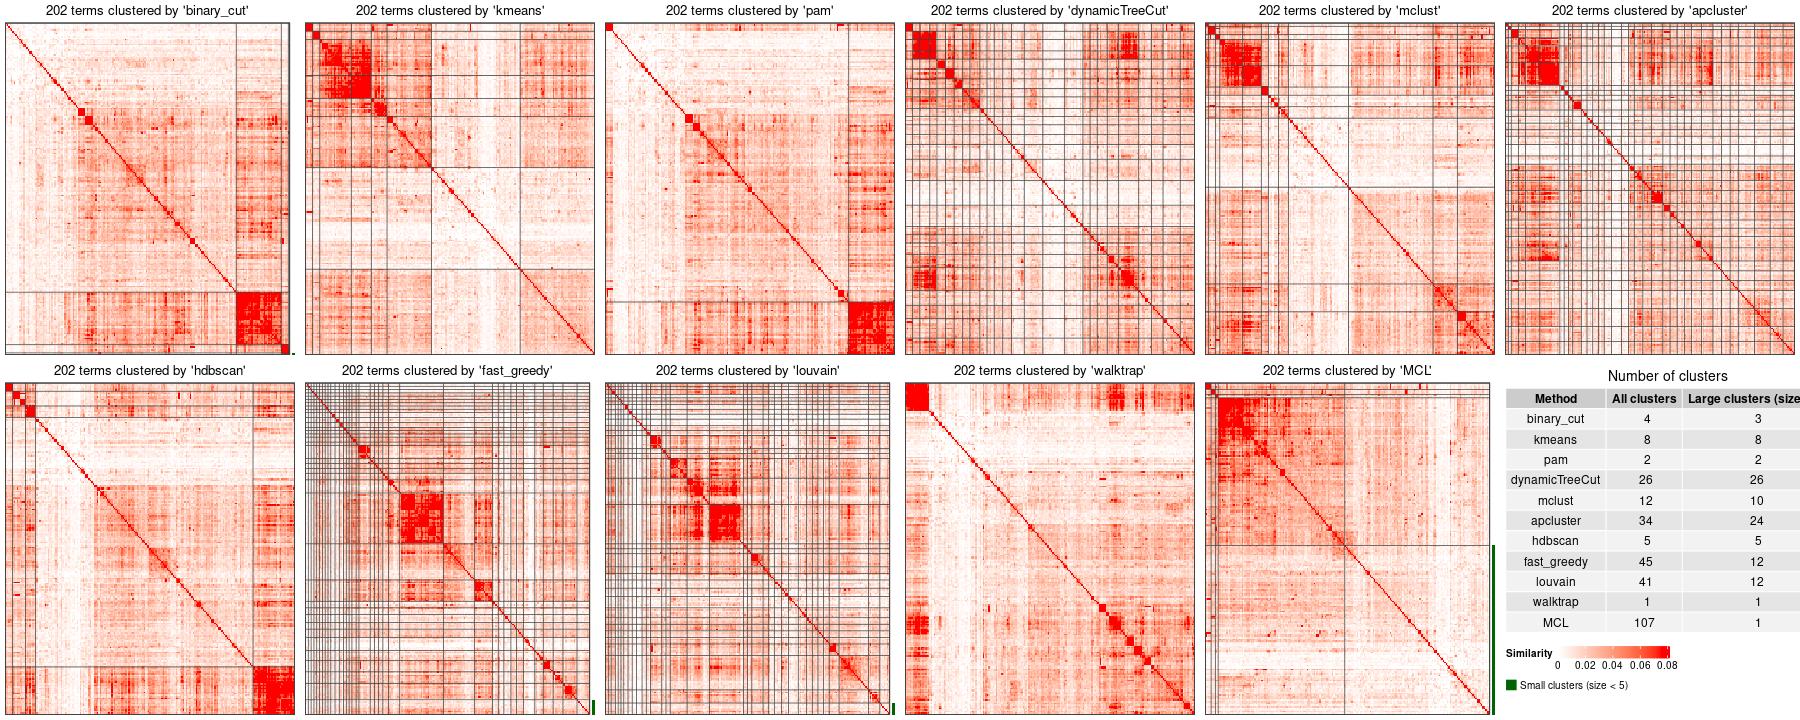 202 terms clustered by 'binary_cut'
202 terms clustered by 'kmeans'
202 terms clustered by 'pam'
202 terms clustered by 'dynamicTreeCut'
202 terms clustered by 'mclust'
202 terms clustered by 'apcluster'
202 terms clustered by 'hdbscan'
202 terms clustered by 'fast_greedy'
202 terms clustered by 'louvain'
202 terms clustered by 'walktrap'
202 terms clustered by 'MCL'
Number of clusters
Method All clusters Large clusters (size
binary_cut 4 3
kmeans 8 8
pam 2 2
dynamicTreeCut 26 26
mclust 12 10
apcluster 34 24
hdbscan 5 5
fast_greedy 45 12
louvain 41 12
walktrap 1 1
MCL 107 1
Similarity
0 0.02 0.04 0.06 0.08
Small clusters (size < 5)